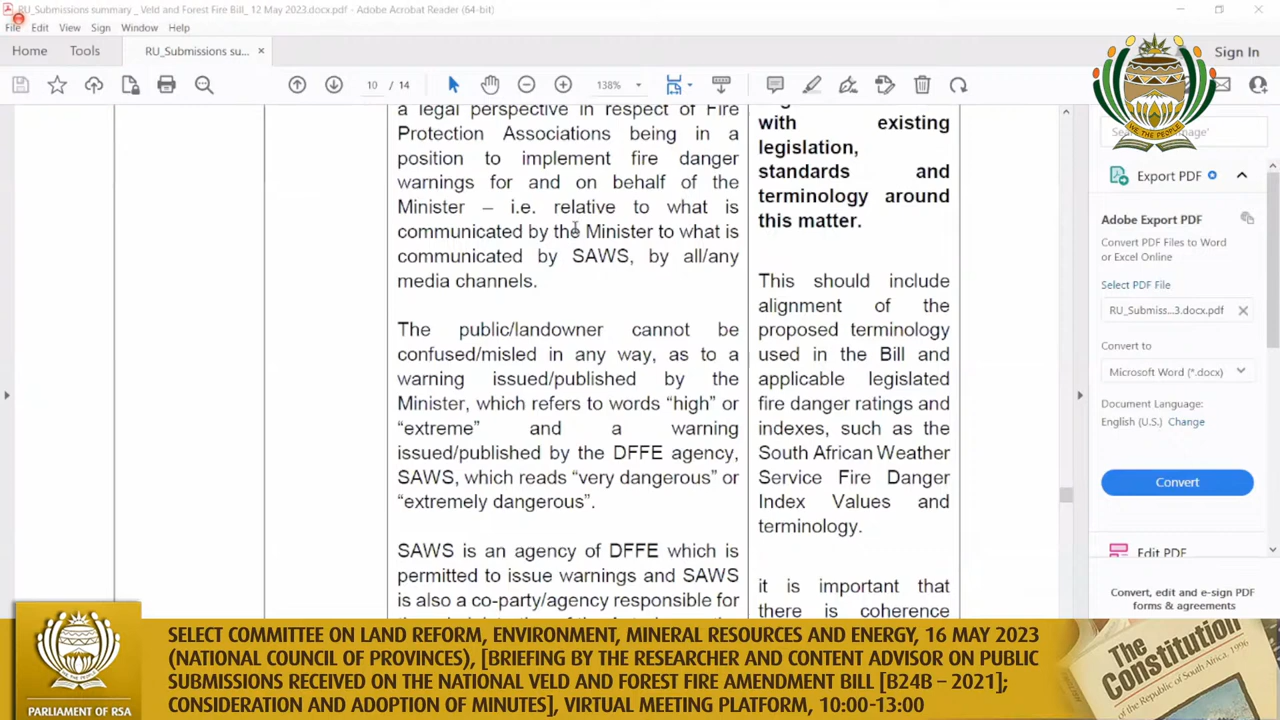 RU_Submissions summary _ Veld and Forest Fire Bill_ 12 May 2023.docx.pdf - Adobe Acrobat Reader (64-bit)
File Edit View Sign Window Help
Home Tools RU_Submissions su... × Sign In
10 / 14 138%
a legal perspective in respect of Fire
Protection Associations being in a
position to implement fire danger
warnings for and on behalf of the
Minister – i.e. relative to what is
communicated by the Minister to what is
communicated by SAWS, by all/any
media channels.
The public/landowner cannot be
confused/misled in any way, as to a
warning issued/published by the
Minister, which refers to words “high” or
“extreme” and a warning
issued/published by the DFFE agency,
SAWS, which reads “very dangerous” or
“extremely dangerous”.
SAWS is an agency of DFFE which is
permitted to issue warnings and SAWS
is also a co-party/agency responsible for
with existing
legislation,
standards and
terminology around
this matter.
This should include
alignment of the
proposed terminology
used in the Bill and
applicable legislated
fire danger ratings and
indexes, such as the
South African Weather
Service Fire Danger
Index Values and
terminology.
it is important that
there is coherence
Export PDF
Adobe Export PDF
Convert PDF Files to Word
or Excel Online
Select PDF File
RU_Submiss...3.docx.pdf
Convert to
Microsoft Word (*.docx)
Document Language:
English (U.S.) Change
Convert
Edit PDF
Convert, edit and e-sign PDF
forms & agreements
WE THE PEOPLE
PARLIAMENT OF RSA
SELECT COMMITTEE ON LAND REFORM, ENVIRONMENT, MINERAL RESOURCES AND ENERGY, 16 MAY 2023
(NATIONAL COUNCIL OF PROVINCES), [BRIEFING BY THE RESEARCHER AND CONTENT ADVISOR ON PUBLIC
SUBMISSIONS RECEIVED ON THE NATIONAL VELD AND FOREST FIRE AMENDMENT BILL [B24B – 2021];
CONSIDERATION AND ADOPTION OF MINUTES], VIRTUAL MEETING PLATFORM, 10:00-13:00
The
Constitution
of the Republic of South Africa, 1996